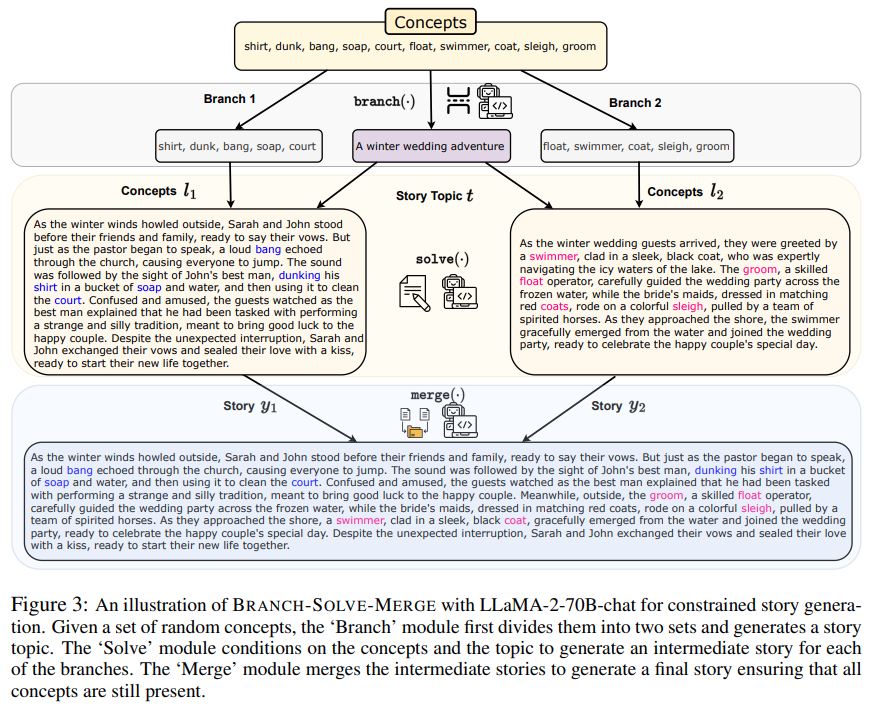 Concepts
shirt, dunk, bang, soap, court, float, swimmer, coat, sleigh, groom
Branch 1
branch(·)
Branch 2
shirt, dunk, bang, soap, court
A winter wedding adventure
float, swimmer, coat, sleigh, groom
Concepts l₁
Story Topic t
Concepts l₂
As the winter winds howled outside, Sarah and John stood
before their friends and family, ready to say their vows. But
just as the pastor began to speak, a loud bang echoed
through the church, causing everyone to jump. The sound
was followed by the sight of John's best man, dunking his
shirt in a bucket of soap and water, and then using it to clean
the court. Confused and amused, the guests watched as the
best man explained that he had been tasked with performing
a strange and silly tradition, meant to bring good luck to the
happy couple. Despite the unexpected interruption, Sarah and
John exchanged their vows and sealed their love with a kiss,
ready to start their new life together.
solve(·)
As the winter wedding guests arrived, they were greeted by
a swimmer, clad in a sleek, black coat, who was expertly
navigating the icy waters of the lake. The groom, a skilled
float operator, carefully guided the wedding party across the
frozen water, while the bride's maids, dressed in matching
red coats, rode on a colorful sleigh, pulled by a team of
spirited horses. As they approached the shore, the swimmer
gracefully emerged from the water and joined the wedding
party, ready to celebrate the happy couple's special day.
Story y₁
merge(·)
Story y₂
As the winter winds howled outside, Sarah and John stood before their friends and family, ready to say their vows. But just as the pastor began to speak,
a loud bang echoed through the church, causing everyone to jump. The sound was followed by the sight of John's best man, dunking his shirt in a bucket
of soap and water, and then using it to clean the court. Confused and amused, the guests watched as the best man explained that he had been tasked
with performing a strange and silly tradition, meant to bring good luck to the happy couple. Meanwhile, outside, the groom, a skilled float operator,
carefully guided the wedding party across the frozen water, while the bride's maids, dressed in matching red coats, rode on a colorful sleigh, pulled by a
team of spirited horses. As they approached the shore, a swimmer, clad in a sleek, black coat, gracefully emerged from the water and joined the wedding
party, ready to celebrate the happy couple's special day. Despite the unexpected interruption, Sarah and John exchanged their vows and sealed their love
with a kiss, ready to start their new life together.
Figure 3: An illustration of BRANCH-SOLVE-MERGE with LLaMA-2-70B-chat for constrained story genera-
tion. Given a set of random concepts, the ‘Branch’ module first divides them into two sets and generates a story
topic. The ‘Solve’ module conditions on the concepts and the topic to generate an intermediate story for each
of the branches. The ‘Merge’ module merges the intermediate stories to generate a final story ensuring that all
concepts are still present.